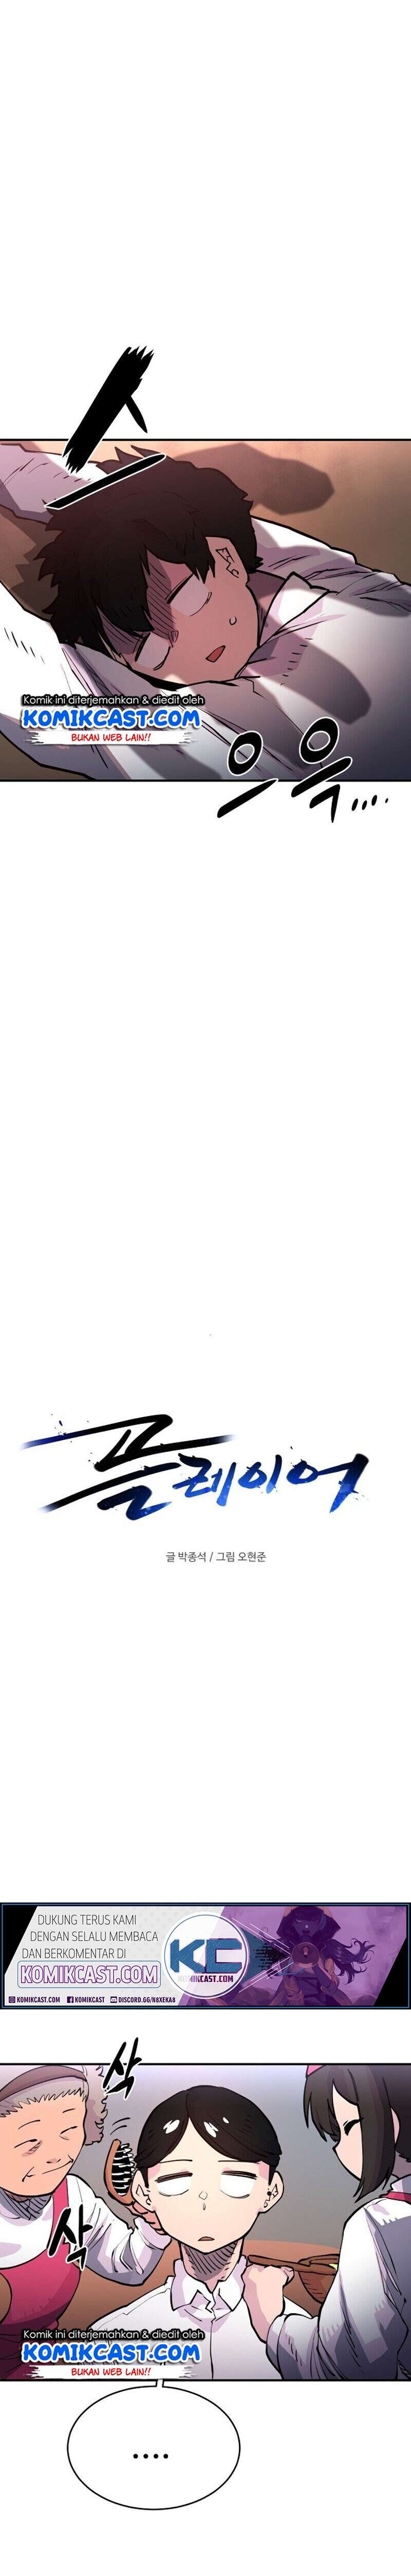 스
Komik ini diterjemahkan & diedit oleh
KOMIKCAST.COM
BUKAN WEB LAIN!!
으윽....
플레이어
글 박종석 / 그림 오현준
DUKUNG TERUS KAMI
DENGAN SELALU MEMBACA
DAN BERKOMENTAR DI
KOMIKCAST.COM
KC
KOMIKCAST.COM
KOMIKCAST.COM KOMIKCAST DISCORD.GG/N8XEKA8
삭
삭
Komik ini diterjemahkan & diedit oleh
KOMIKCAST.COM
BUKAN WEB LAIN!!
....